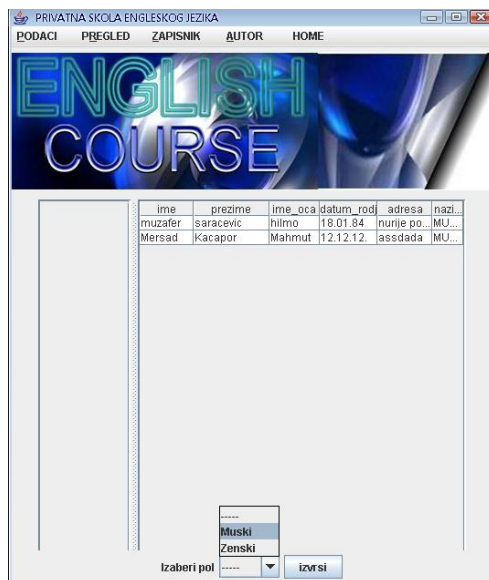 PRIVATNA SKOLA ENGLESKOG JEZIKA
PODACI PREGLED ZAPISNIK AUTOR HOME
ENGLISH
COURSE
ime prezime ime_oca datum_rodj adresa nazi...
muzafer saracevic hilmo 18.01.84 nurije po... MU...
Mersad Kacapor Mahmut 12.12.12. assdada MU...
-----
Muski
Zenski
Izaberi pol ----- izvrsi